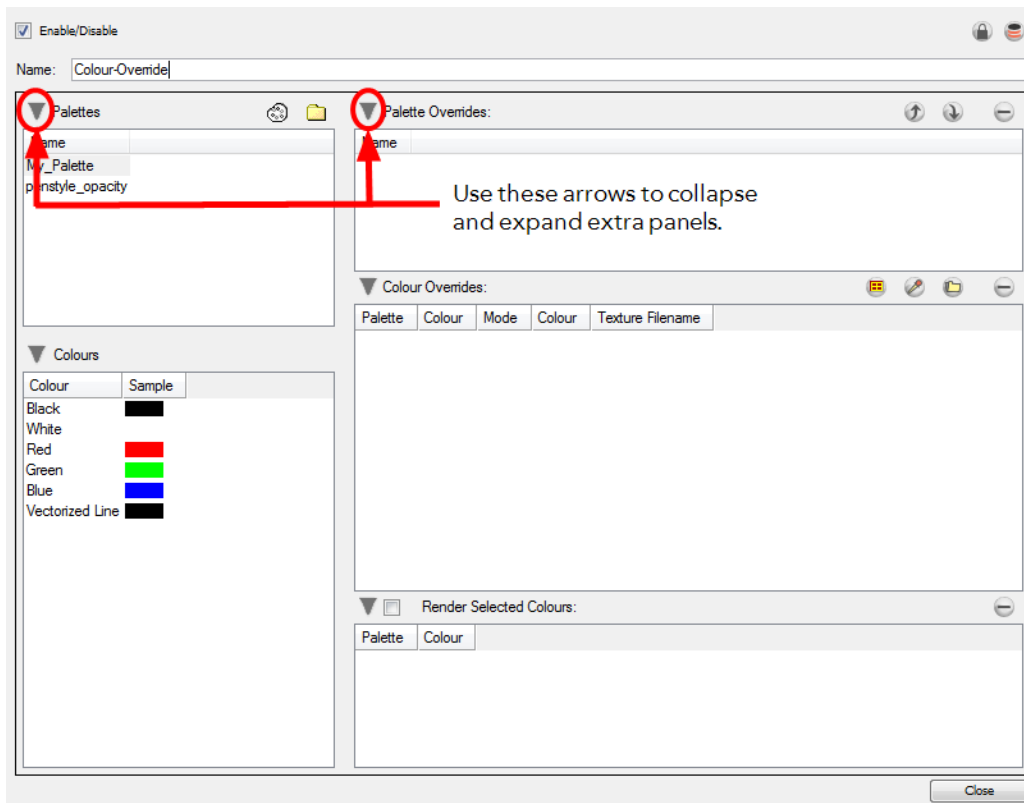 Enable/Disable
Name: Colour-Override
Palettes
Name
My_Palette
penstyle_opacity
Colours
Colour Sample
Black
White
Red
Green
Blue
Vectorized Line
Palette Overrides:
Name
Use these arrows to collapse
and expand extra panels.
Colour Overrides:
Palette Colour Mode Colour Texture Filename
Render Selected Colours:
Palette Colour
Close